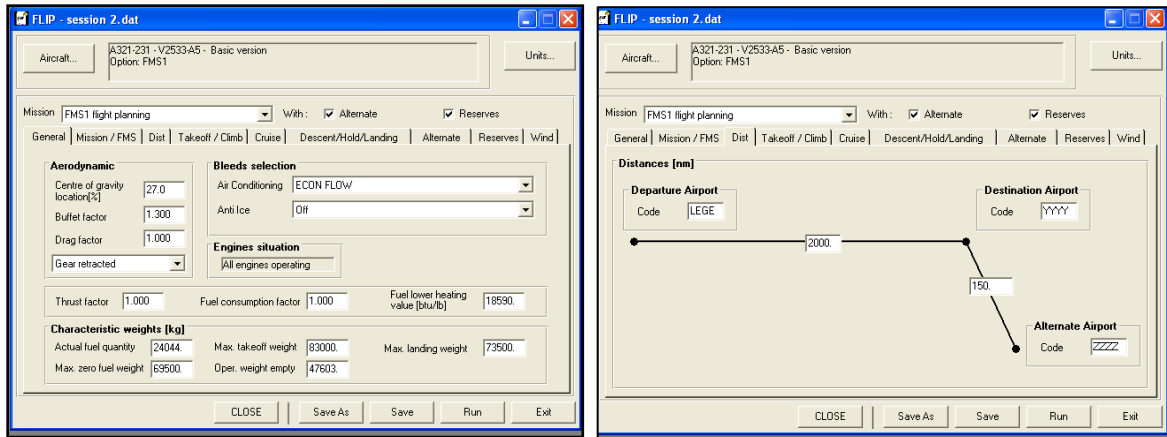 FLIP - session 2.dat
Aircraft...
A321-231 - V2533-A5 - Basic version
Option: FMS1
Units...
Mission FMS1 flight planning With : Alternate Reserves
General Mission / FMS Dist Takeoff / Climb Cruise Descent/Hold/Landing Alternate Reserves Wind
Aerodynamic
Centre of gravity
location[%] 27.0
Buffet factor 1.300
Drag factor 1.000
Gear retracted
Bleeds selection
Air Conditioning ECON FLOW
Anti Ice Off
Engines situation
All engines operating
Thrust factor 1.000 Fuel consumption factor 1.000 Fuel lower heating
value [btu/lb] 18590.
Characteristic weights [kg]
Actual fuel quantity 24044. Max. takeoff weight 83000. Max. landing weight 73500.
Max. zero fuel weight 69500. Oper. weight empty 47603.
CLOSE Save As Save Run Exit
FLIP - session 2.dat
Aircraft...
A321-231 - V2533-A5 - Basic version
Option: FMS1
Units...
Mission FMS1 flight planning With : Alternate Reserves
General Mission / FMS Dist Takeoff / Climb Cruise Descent/Hold/Landing Alternate Reserves Wind
Distances [nm]
Departure Airport
Code LEGE
Destination Airport
Code YYYY
2000.
150.
Alternate Airport
Code ZZZZ
CLOSE Save As Save Run Exit